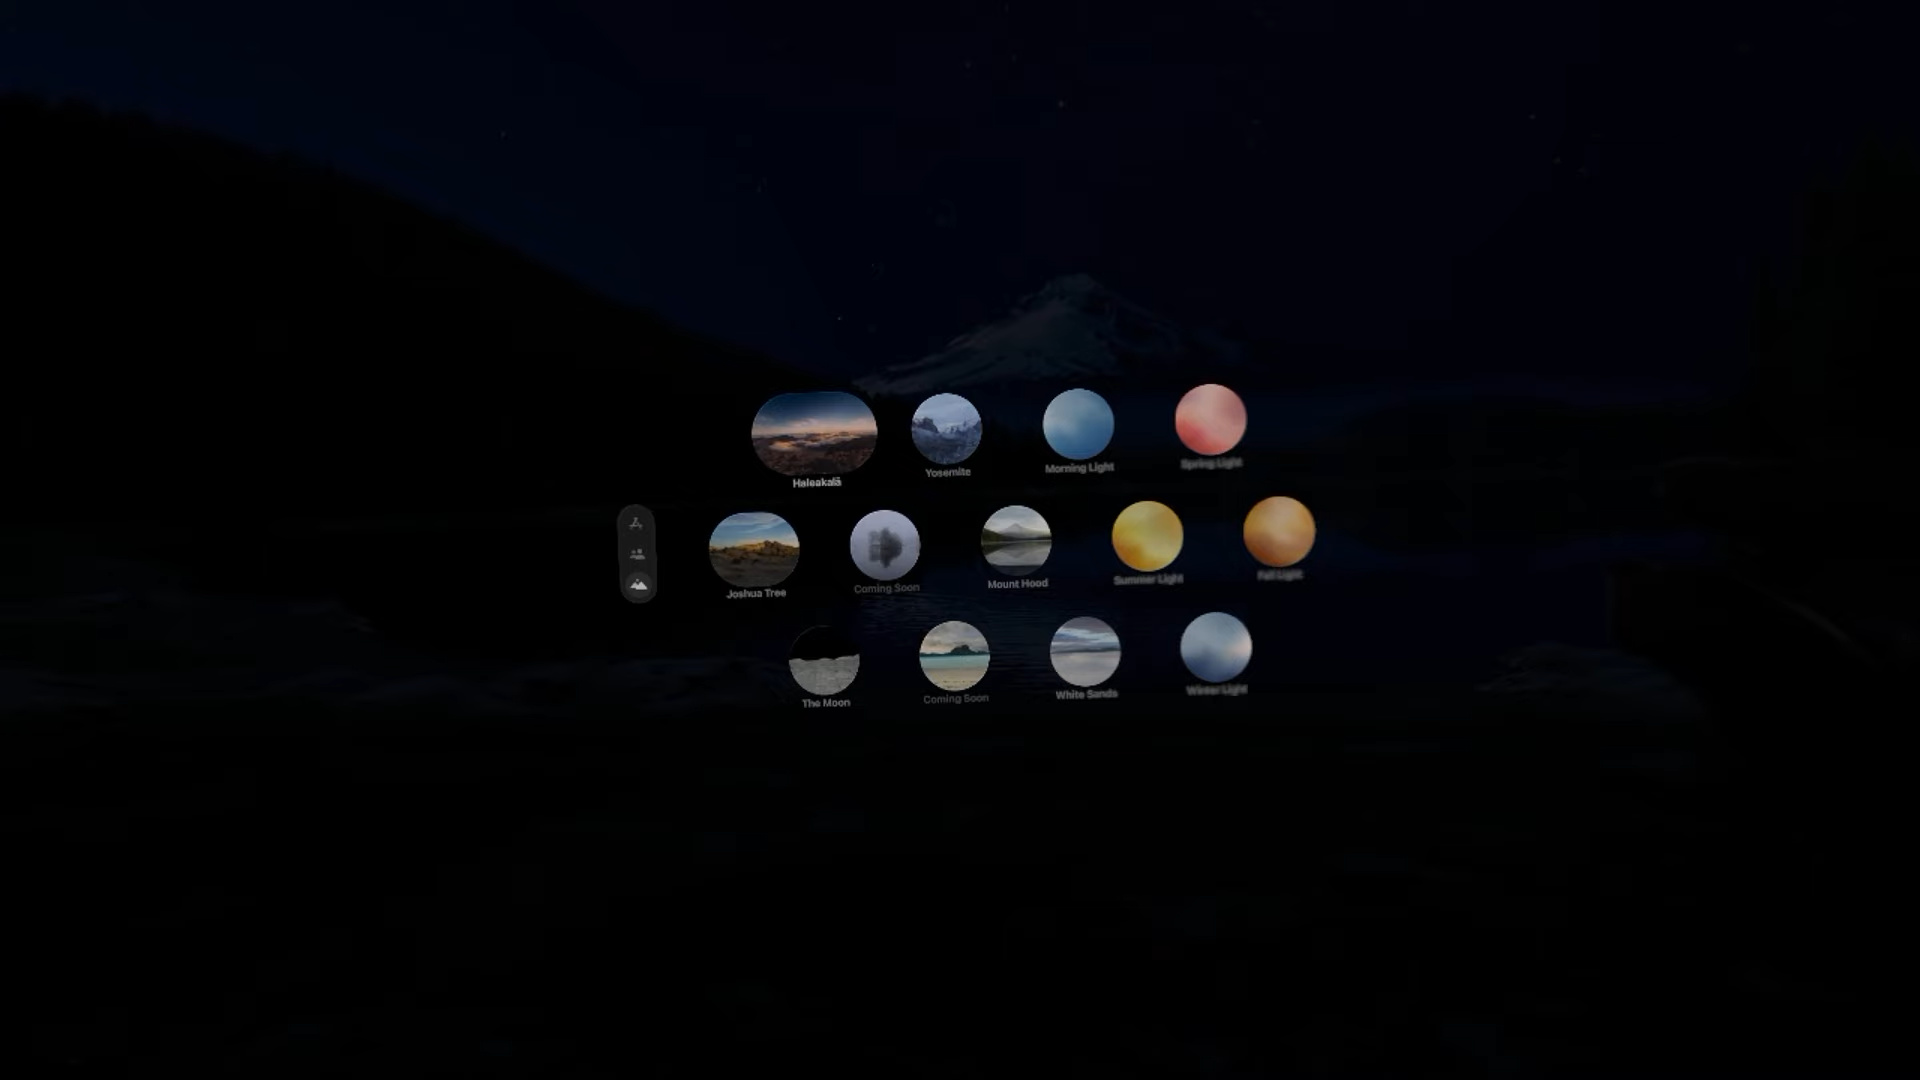 Haleakalā
Yosemite
Morning Light
Spring Light
Joshua Tree
Coming Soon
Mount Hood
Summer Light
Fall Light
The Moon
Coming Soon
White Sands
Winter Light